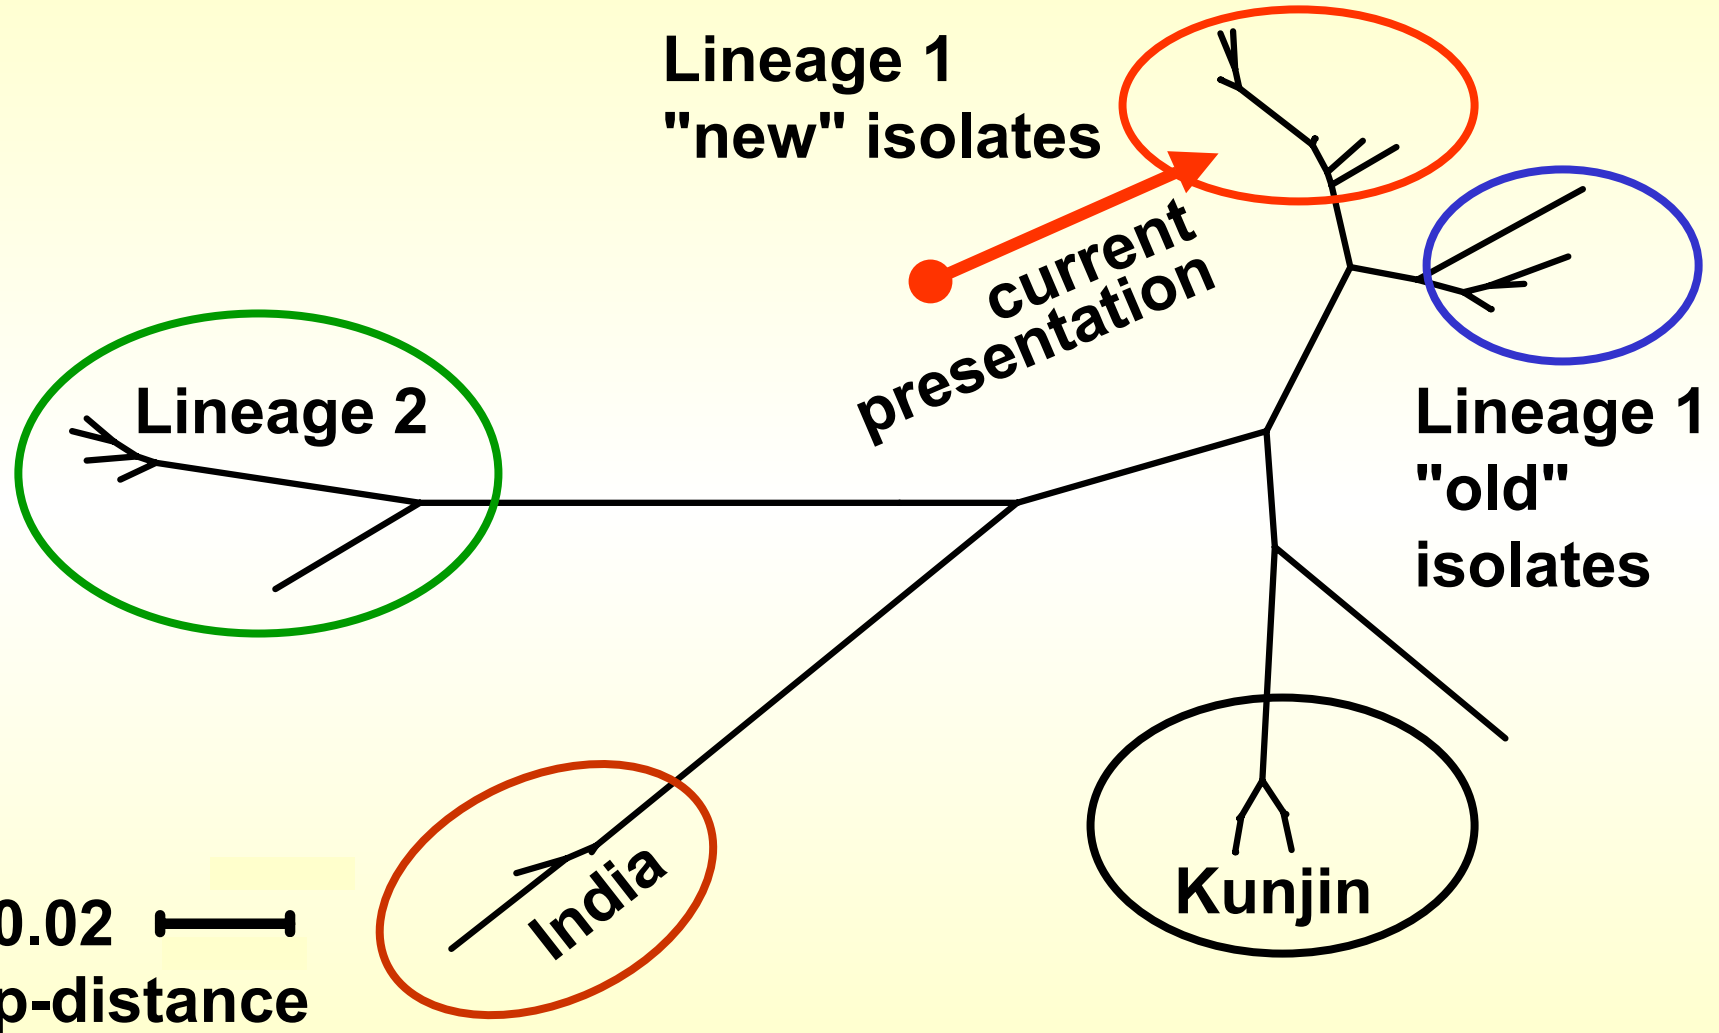 Lineage 1
"new" isolates
current
presentation
Lineage 2
Lineage 1
"old"
isolates
India
Kunjin
0.02
p-distance